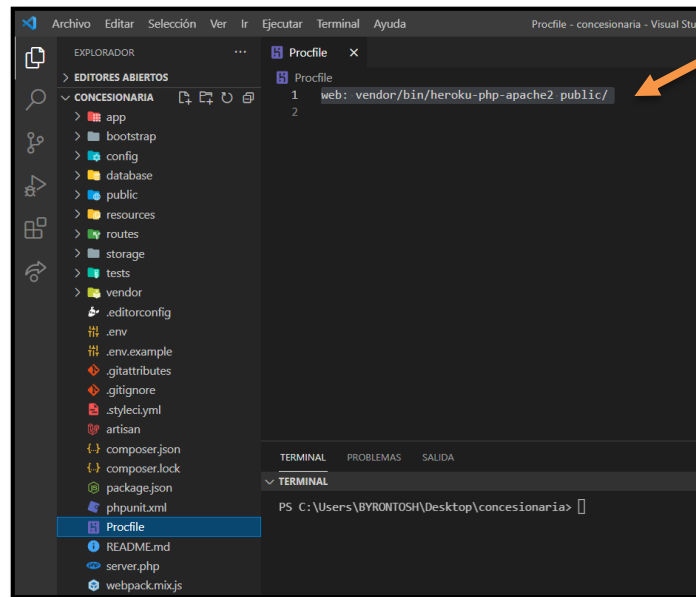 Archivo Editar Selección Ver Ir Ejecutar Terminal Ayuda Procfile - concesionaria - Visual Stu
EXPLORADOR ...
EDITORES ABIERTOS
CONCESIONARIA
app
bootstrap
config
database
public
resources
routes
storage
tests
vendor
.editorconfig
.env
.env.example
.gitattributes
.gitignore
.styleci.yml
artisan
composer.json
composer.lock
package.json
phpunit.xml
Procfile
README.md
server.php
webpack.mix.js
Procfile
Procfile
1 web: vendor/bin/heroku-php-apache2 public/
2
TERMINAL PROBLEMAS SALIDA
TERMINAL
PS C:\Users\BYRONTOSH\Desktop\concesionaria>